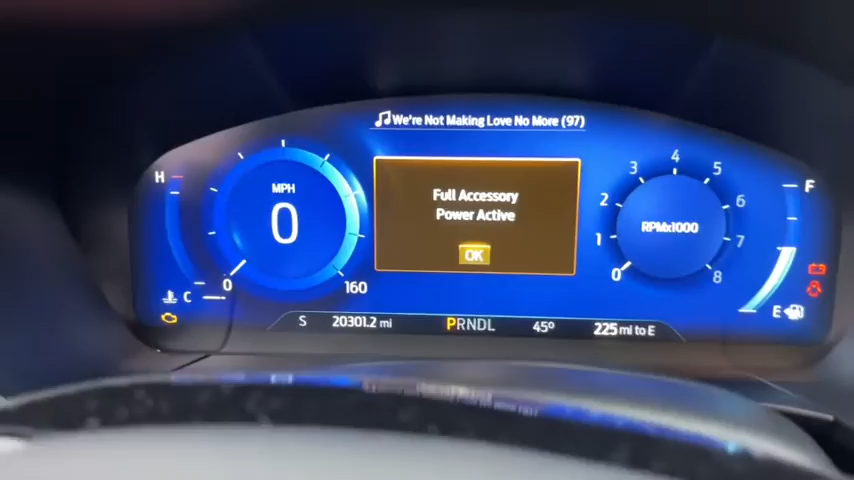 We're Not Making Love No More (97)
H
MPH
0
0
160
C
Full Accessory
Power Active
OK
0
1
2
3
4
5
6
7
8
RPMx1000
F
E
S
20301.2 mi
PRNDL
45°
225 mi to E